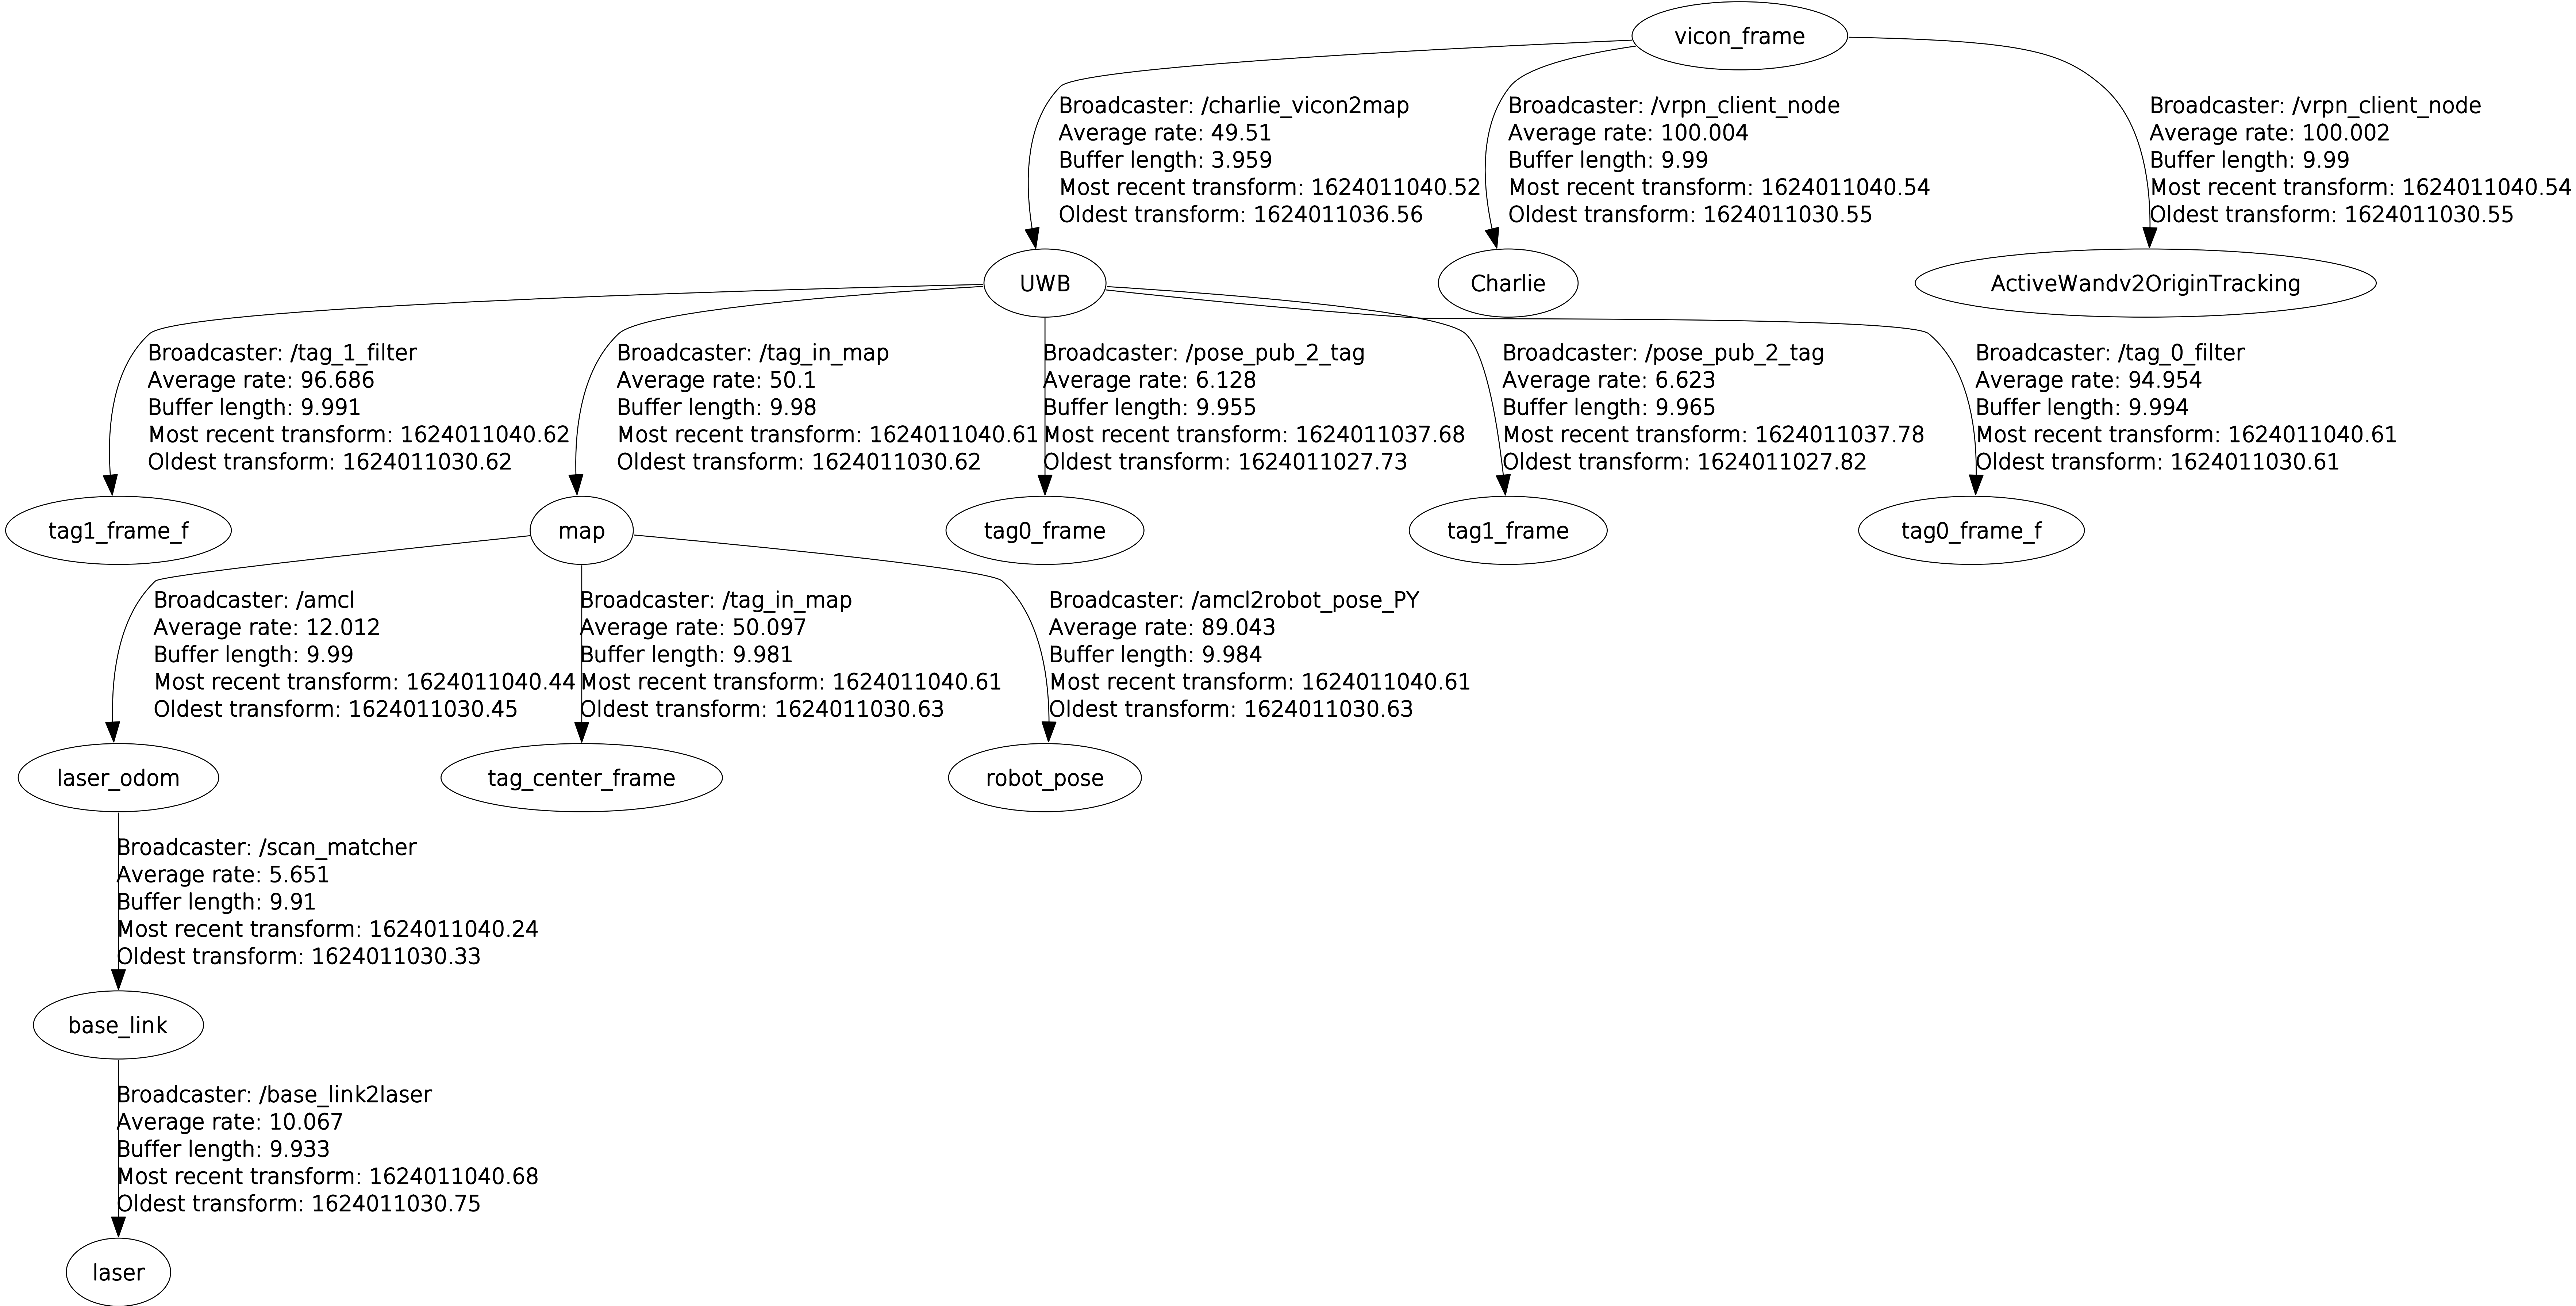 vicon_frame
Broadcaster: /charlie_vicon2map
Average rate: 49.51
Buffer length: 3.959
Most recent transform: 1624011040.52
Oldest transform: 1624011036.56
Broadcaster: /vrpn_client_node
Average rate: 100.004
Buffer length: 9.99
Most recent transform: 1624011040.54
Oldest transform: 1624011030.55
Broadcaster: /vrpn_client_node
Average rate: 100.002
Buffer length: 9.99
Most recent transform: 1624011040.54
Oldest transform: 1624011030.55
UWB
Charlie
ActiveWandv2OriginTracking
Broadcaster: /tag_1_filter
Average rate: 96.686
Buffer length: 9.991
Most recent transform: 1624011040.62
Oldest transform: 1624011030.62
Broadcaster: /tag_in_map
Average rate: 50.1
Buffer length: 9.98
Most recent transform: 1624011040.61
Oldest transform: 1624011030.62
Broadcaster: /pose_pub_2_tag
Average rate: 6.128
Buffer length: 9.955
Most recent transform: 1624011037.68
Oldest transform: 1624011027.73
Broadcaster: /pose_pub_2_tag
Average rate: 6.623
Buffer length: 9.965
Most recent transform: 1624011037.78
Oldest transform: 1624011027.82
Broadcaster: /tag_0_filter
Average rate: 94.954
Buffer length: 9.994
Most recent transform: 1624011040.61
Oldest transform: 1624011030.61
tag1_frame_f
map
tag0_frame
tag1_frame
tag0_frame_f
Broadcaster: /amcl
Average rate: 12.012
Buffer length: 9.99
Most recent transform: 1624011040.44
Oldest transform: 1624011030.45
Broadcaster: /tag_in_map
Average rate: 50.097
Buffer length: 9.981
Most recent transform: 1624011040.61
Oldest transform: 1624011030.63
Broadcaster: /amcl2robot_pose_PY
Average rate: 89.043
Buffer length: 9.984
Most recent transform: 1624011040.61
Oldest transform: 1624011030.63
laser_odom
tag_center_frame
robot_pose
Broadcaster: /scan_matcher
Average rate: 5.651
Buffer length: 9.91
Most recent transform: 1624011040.24
Oldest transform: 1624011030.33
base_link
Broadcaster: /base_link2laser
Average rate: 10.067
Buffer length: 9.933
Most recent transform: 1624011040.68
Oldest transform: 1624011030.75
laser